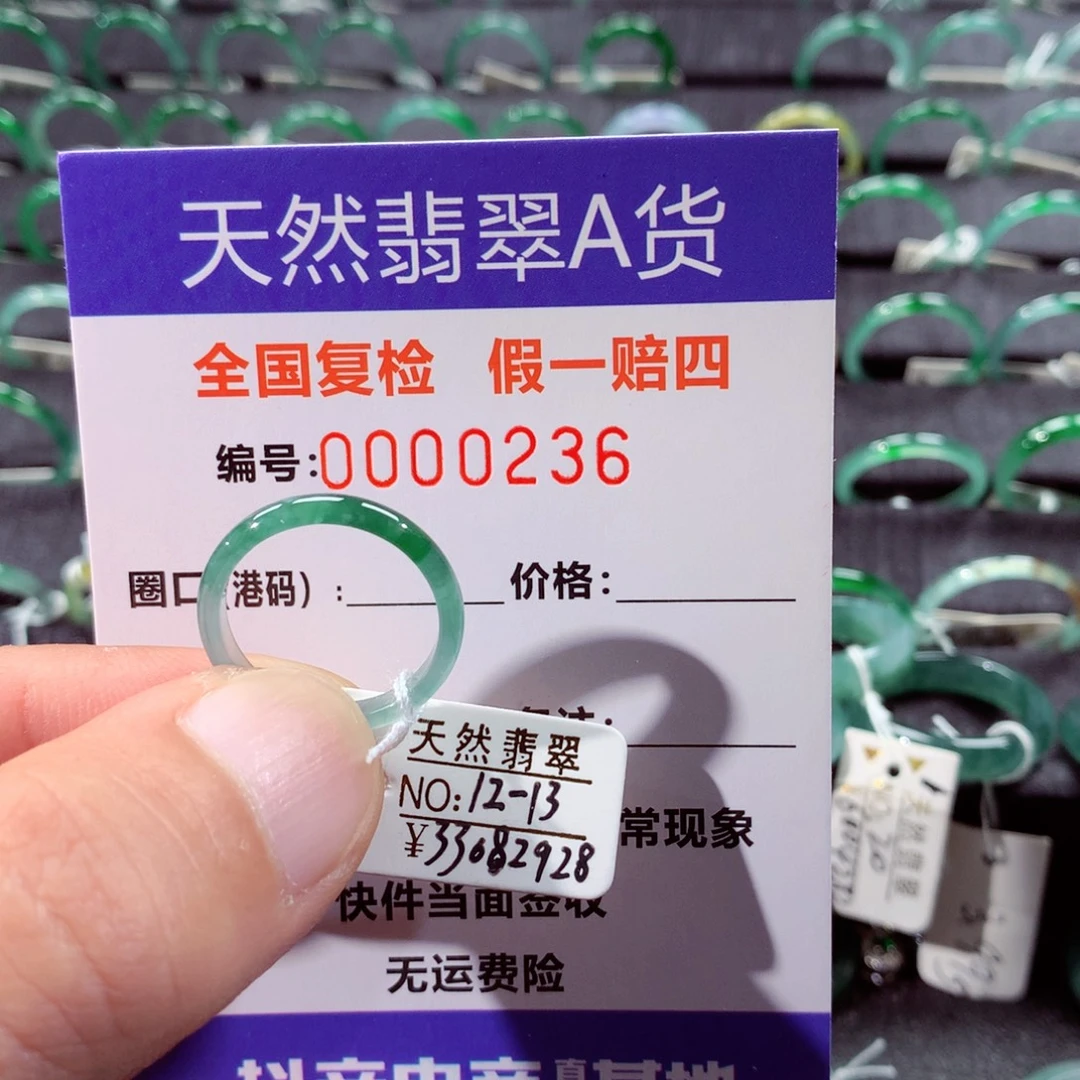 天然翡翠A货
全国复检 假一赔四
编号:0000236
圈口(港码):
价格:
天然翡翠
NO:12-13
¥33082928
常现象
快件当面签收
无运费险